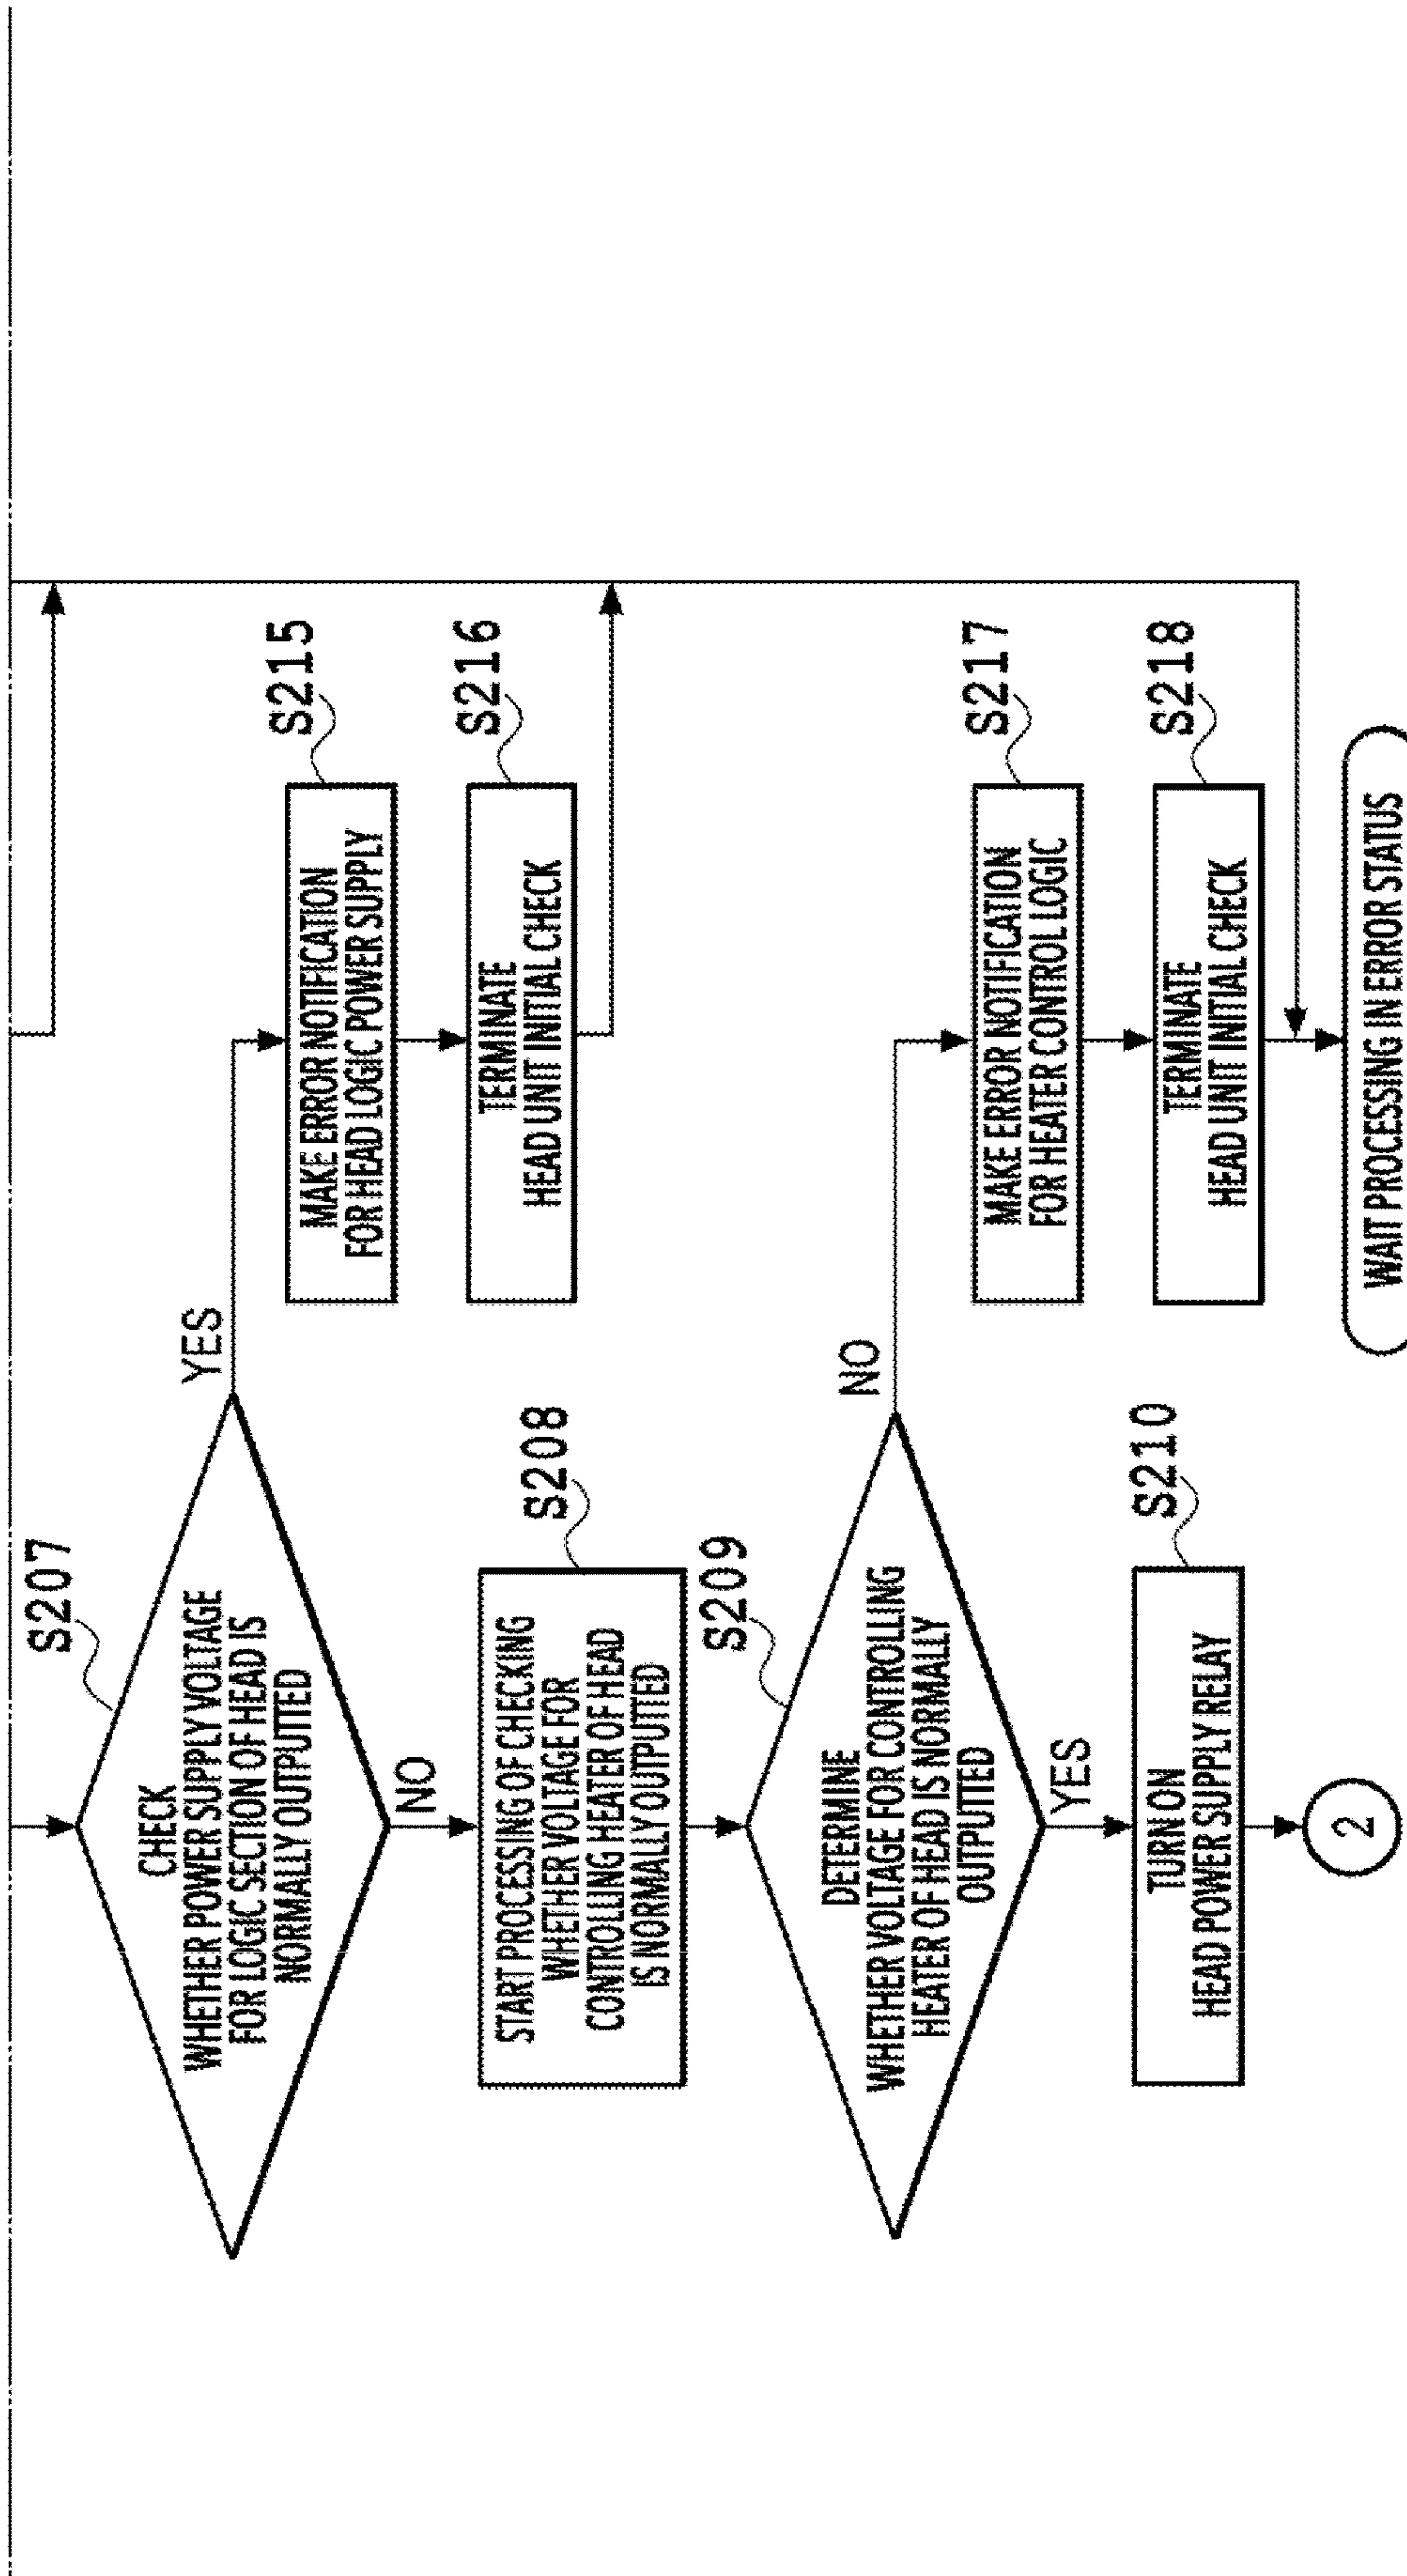 S207
CHECK
WHETHER POWER SUPPLY VOLTAGE
FOR LOGIC SECTION OF HEAD IS
NORMALLY OUTPUTTED
YES
S215
MAKE ERROR NOTIFICATION
FOR HEAD LOGIC POWER SUPPLY
NO
S216
TERMINATE
HEAD UNIT INITIAL CHECK
S208
START PROCESSING OF CHECKING
WHETHER VOLTAGE FOR
CONTROLLING HEATER OF HEAD
IS NORMALLY OUTPUTTED
S209
DETERMINE
WHETHER VOLTAGE FOR CONTROLLING
HEATER OF HEAD IS NORMALLY
OUTPUTTED
NO
S217
MAKE ERROR NOTIFICATION
FOR HEATER CONTROL LOGIC
YES
S218
TERMINATE
HEAD UNIT INITIAL CHECK
S210
TURN ON
HEAD POWER SUPPLY RELAY
2
WAIT PROCESSING IN ERROR STATUS